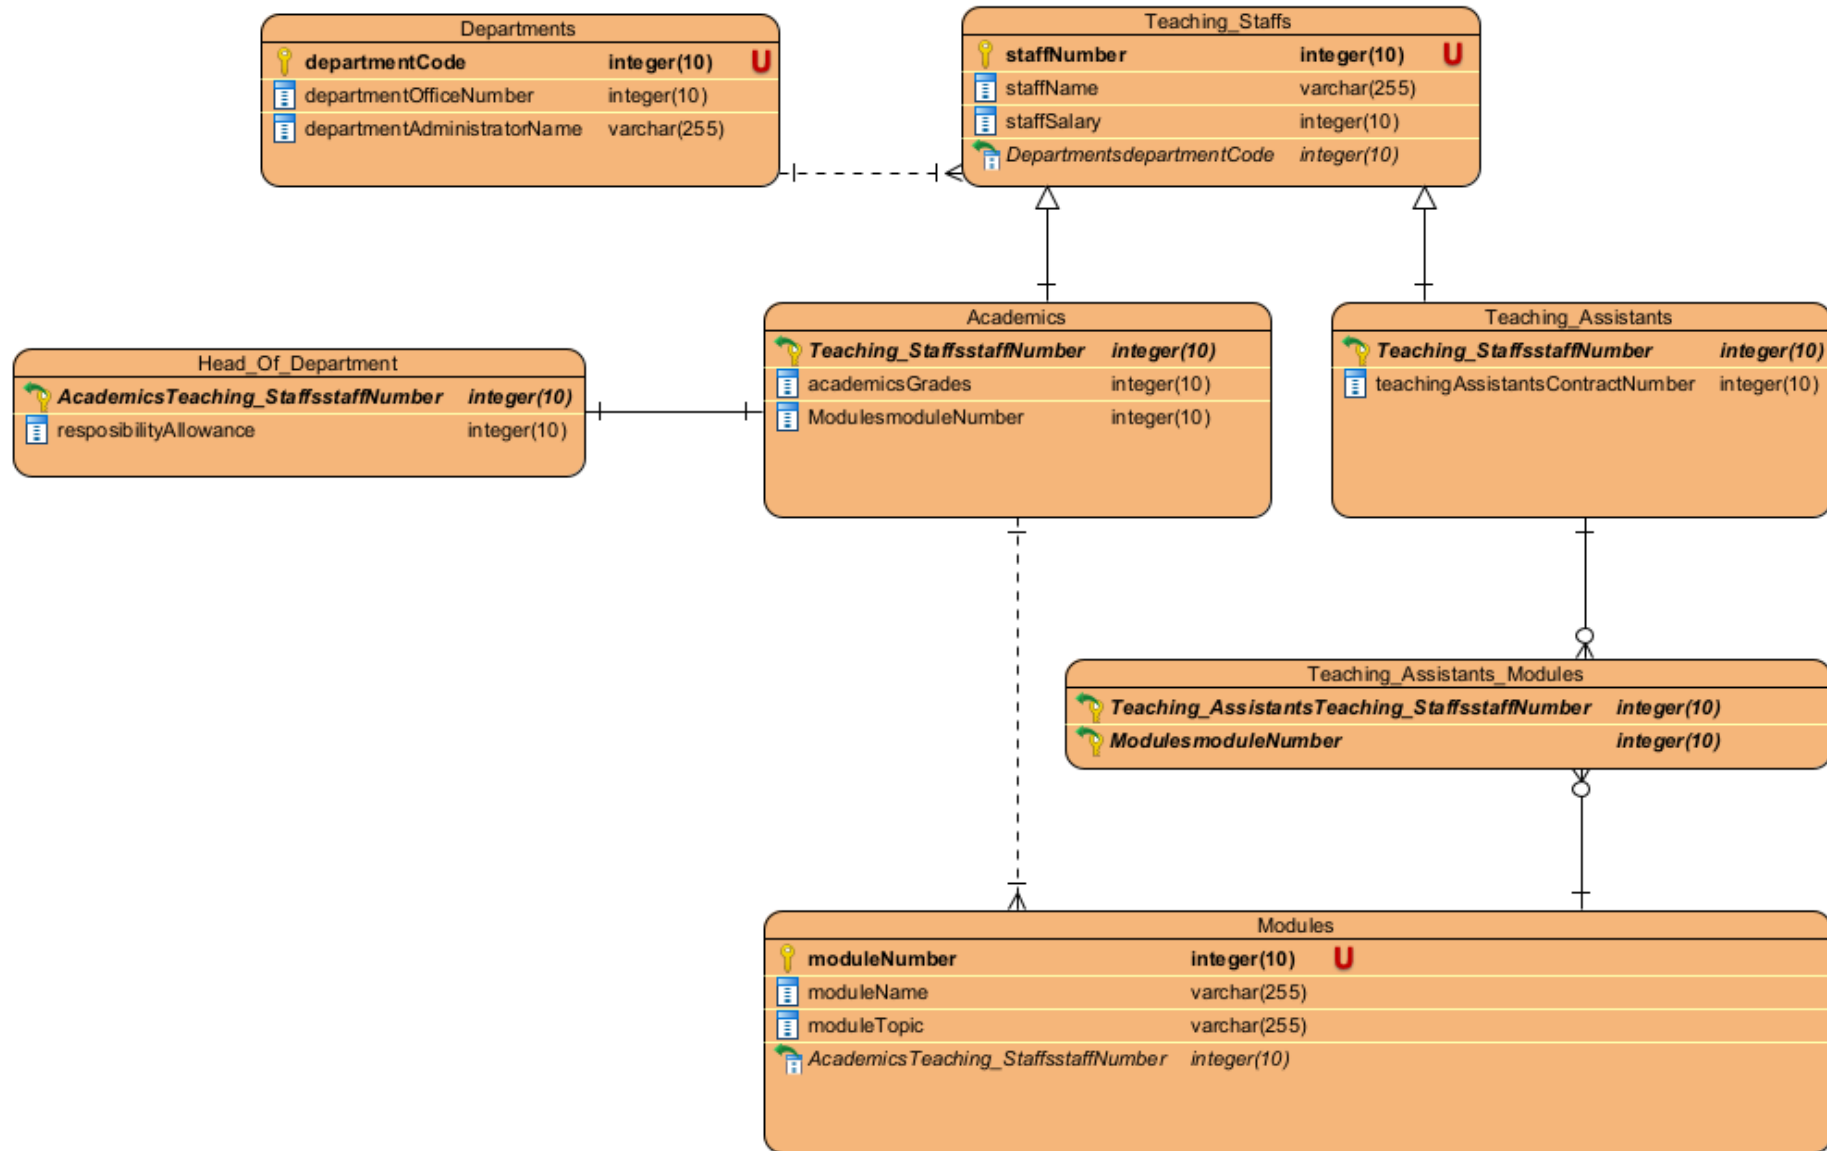 Departments
departmentCode integer(10) U
departmentOfficeNumber integer(10)
departmentAdministratorName varchar(255)
Teaching_Staffs
staffNumber integer(10) U
staffName varchar(255)
staffSalary integer(10)
DepartmentsdepartmentCode integer(10)
Head_Of_Department
AcademicsTeaching_StaffsstaffNumber integer(10)
resposibilityAllowance integer(10)
Academics
Teaching_StaffsstaffNumber integer(10)
academicsGrades integer(10)
ModulesmoduleNumber integer(10)
Teaching_Assistants
Teaching_StaffsstaffNumber integer(10)
teachingAssistantsContractNumber integer(10)
Teaching_Assistants_Modules
Teaching_AssistantsTeaching_StaffsstaffNumber integer(10)
ModulesmoduleNumber integer(10)
Modules
moduleNumber integer(10) U
moduleName varchar(255)
moduleTopic varchar(255)
AcademicsTeaching_StaffsstaffNumber integer(10)